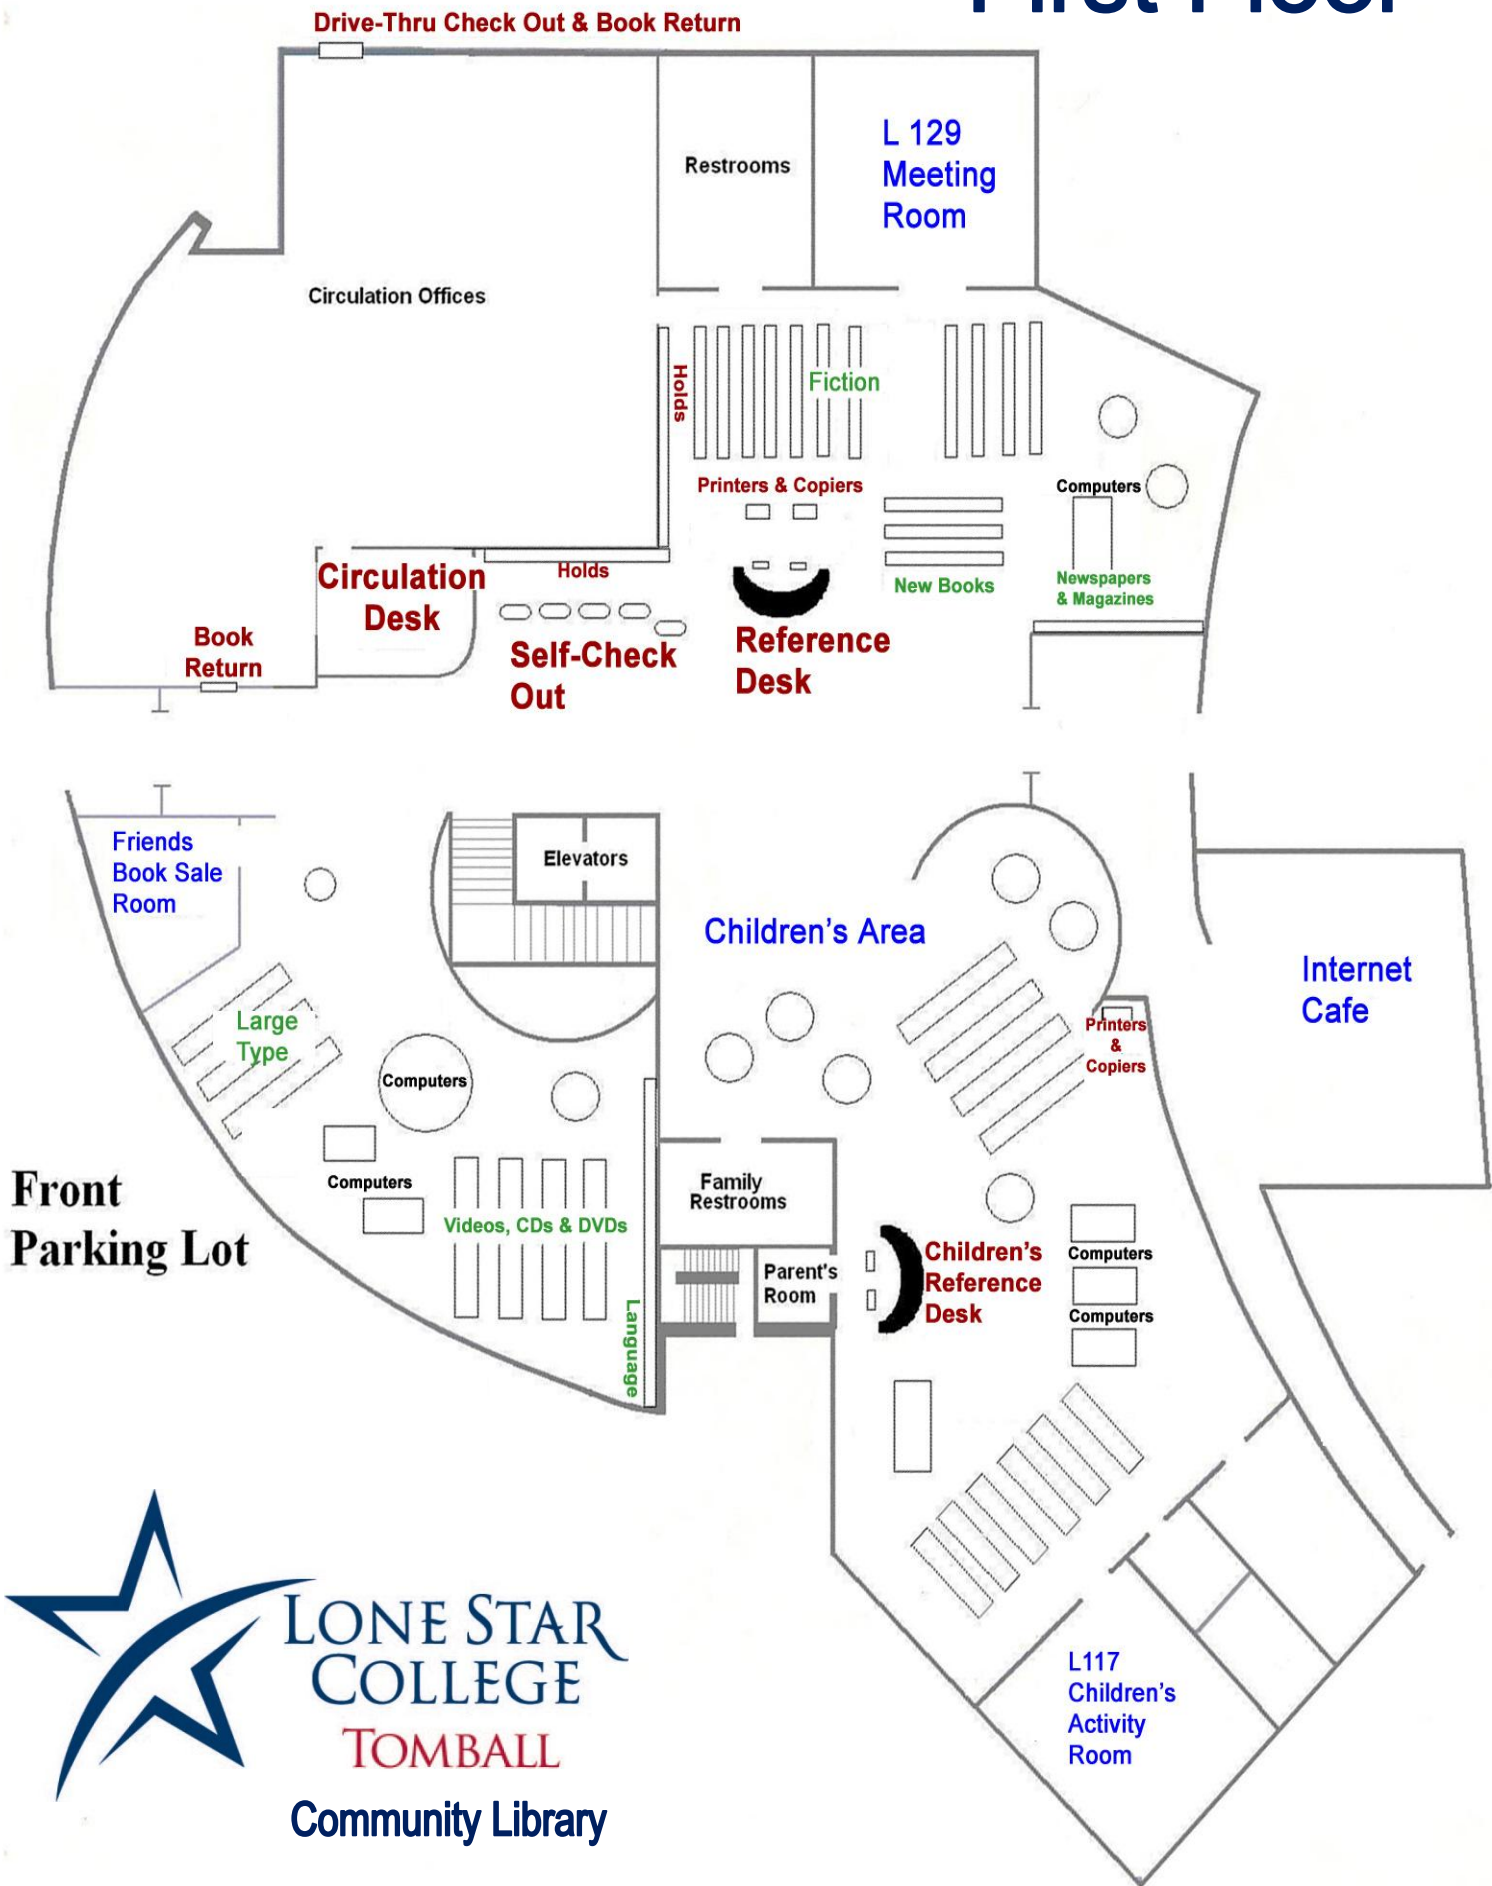 First Floor
Drive-Thru Check Out & Book Return
L 129
Meeting
Room
Restrooms
Circulation Offices
Holds
Fiction
Printers & Copiers
Computers
Holds
New Books
Newspapers
& Magazines
Circulation
Desk
Self-Check
Out
Reference
Desk
Book
Return
Friends
Book Sale
Room
Elevators
Children's Area
Internet
Cafe
Large
Type
Printers
&
Copiers
Computers
Computers
Front
Parking Lot
Videos, CDs & DVDs
Language
Family
Restrooms
Parent's
Room
Children's
Reference
Desk
Computers
Computers
L117
Children's
Activity
Room
LONE STAR
COLLEGE
TOMBALL
Community Library